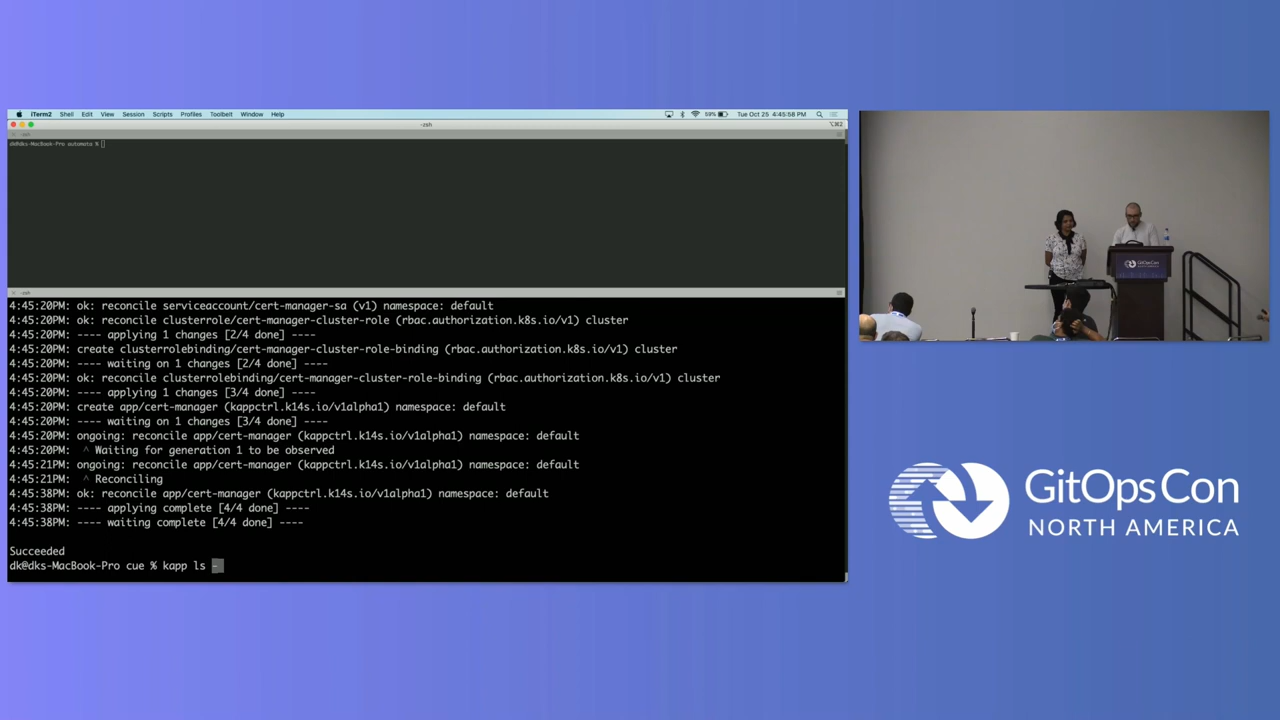 iTerm2 Shell Edit View Session Scripts Profiles Toolbelt Window Help 59% Tue Oct 25 4:45:58 PM
-zsh ⌥⌘2
-zsh
dk@dks-MacBook-Pro automata %
-zsh
4:45:20PM: ok: reconcile serviceaccount/cert-manager-sa (v1) namespace: default
4:45:20PM: ok: reconcile clusterrole/cert-manager-cluster-role (rbac.authorization.k8s.io/v1) cluster
4:45:20PM: ---- applying 1 changes [2/4 done] ----
4:45:20PM: create clusterrolebinding/cert-manager-cluster-role-binding (rbac.authorization.k8s.io/v1) cluster
4:45:20PM: ---- waiting on 1 changes [2/4 done] ----
4:45:20PM: ok: reconcile clusterrolebinding/cert-manager-cluster-role-binding (rbac.authorization.k8s.io/v1) cluster
4:45:20PM: ---- applying 1 changes [3/4 done] ----
4:45:20PM: create app/cert-manager (kappctrl.k14s.io/v1alpha1) namespace: default
4:45:20PM: ---- waiting on 1 changes [3/4 done] ----
4:45:20PM: ongoing: reconcile app/cert-manager (kappctrl.k14s.io/v1alpha1) namespace: default
4:45:20PM:  ^ Waiting for generation 1 to be observed
4:45:21PM: ongoing: reconcile app/cert-manager (kappctrl.k14s.io/v1alpha1) namespace: default
4:45:21PM:  ^ Reconciling
4:45:38PM: ok: reconcile app/cert-manager (kappctrl.k14s.io/v1alpha1) namespace: default
4:45:38PM: ---- applying complete [4/4 done] ----
4:45:38PM: ---- waiting complete [4/4 done] ----
Succeeded
dk@dks-MacBook-Pro cue % kapp ls -
GitOpsCon
GitOpsCon
NORTH AMERICA